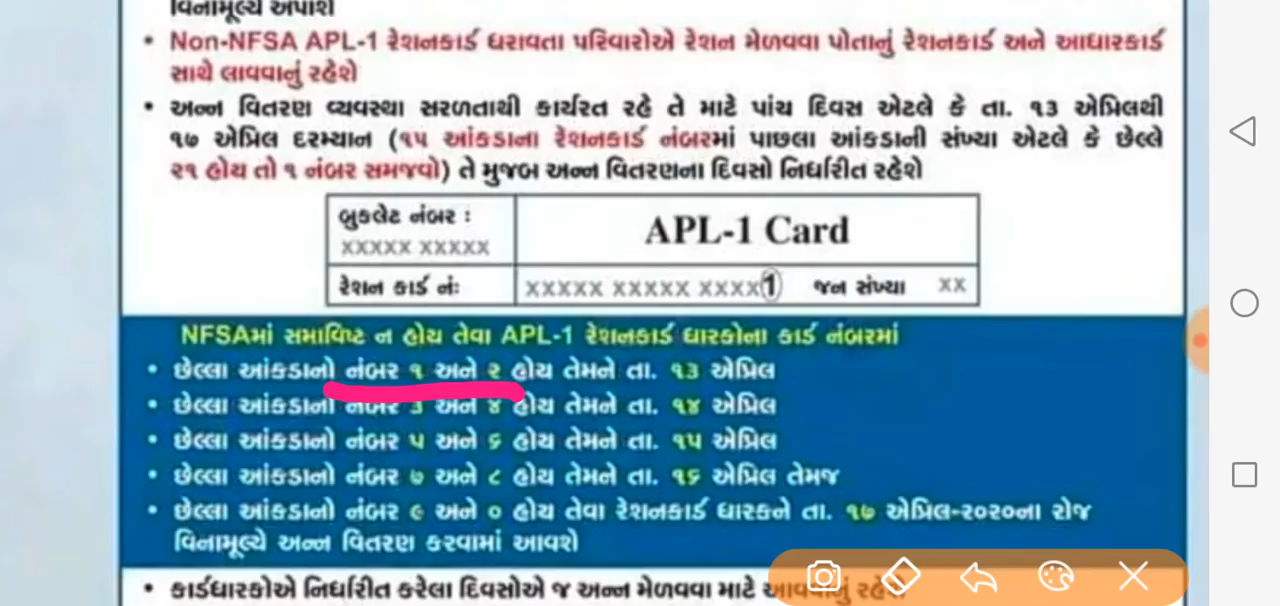 વિનામૂલ્યે અપાશે
• Non-NFSA APL-1 રેશનકાર્ડ ધરાવતા પરિવારોએ રેશન મેળવવા પોતાનું રેશનકાર્ડ અને આધારકાર્ડ
સાથે લાવવાનું રહેશે
• અન્ન વિતરણ વ્યવસ્થા સરળતાથી કાર્યરત રહે તે માટે પાંચ દિવસ એટલે કે તા. ૧૩ એપ્રિલથી
૧૭ એપ્રિલ દરમ્યાન (૧૫ આંકડાના રેશનકાર્ડ નંબરમાં પાછલા આંકડાની સંખ્યા એટલે કે છેલ્લે
૨૧ હોય તો ૧ નંબર સમજવો) તે મુજબ અન્ન વિતરણના દિવસો નિર્ધારીત રહેશે
બુકલેટ નંબર :
XXXXX XXXXX
APL-1 Card
રેશન કાર્ડ નંઃ
XXXXX XXXXX XXXX1 જન સંખ્યા XX
NFSAમાં સમાવિષ્ટ ન હોય તેવા APL-1 રેશનકાર્ડ ધારકોના કાર્ડ નંબરમાં
• છેલ્લા આંકડાનો નંબર ૧ અને ૨ હોય તેમને તા. ૧૩ એપ્રિલ
• છેલ્લા આંકડાનો નંબર ૩ અને ૪ હોય તેમને તા. ૧૪ એપ્રિલ
• છેલ્લા આંકડાનો નંબર ૫ અને ૬ હોય તેમને તા. ૧૫ એપ્રિલ
• છેલ્લા આંકડાનો નંબર ૭ અને ૮ હોય તેમને તા. ૧૬ એપ્રિલ તેમજ
• છેલ્લા આંકડાનો નંબર ૯ અને ૦ હોય તેવા રેશનકાર્ડ ધારકને તા. ૧૭ એપ્રિલ-૨૦૨૦ના રોજ
વિનામૂલ્યે અન્ન વિતરણ કરવામાં આવશે
• કાર્ડધારકોએ નિર્ધારીત કરેલા દિવસોએ જ અન્ન મેળવવા માટે આવવાનું રહેશે